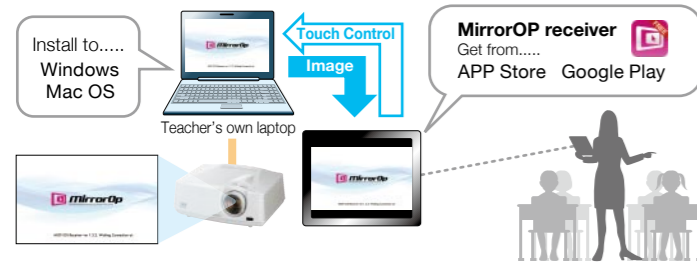 Install to.....
Windows
Mac OS
MirrorOp
Touch Control
Image
MirrorOP receiver
Get from.....
APP Store Google Play
Teacher's own laptop
MirrorOp
MirrorOp